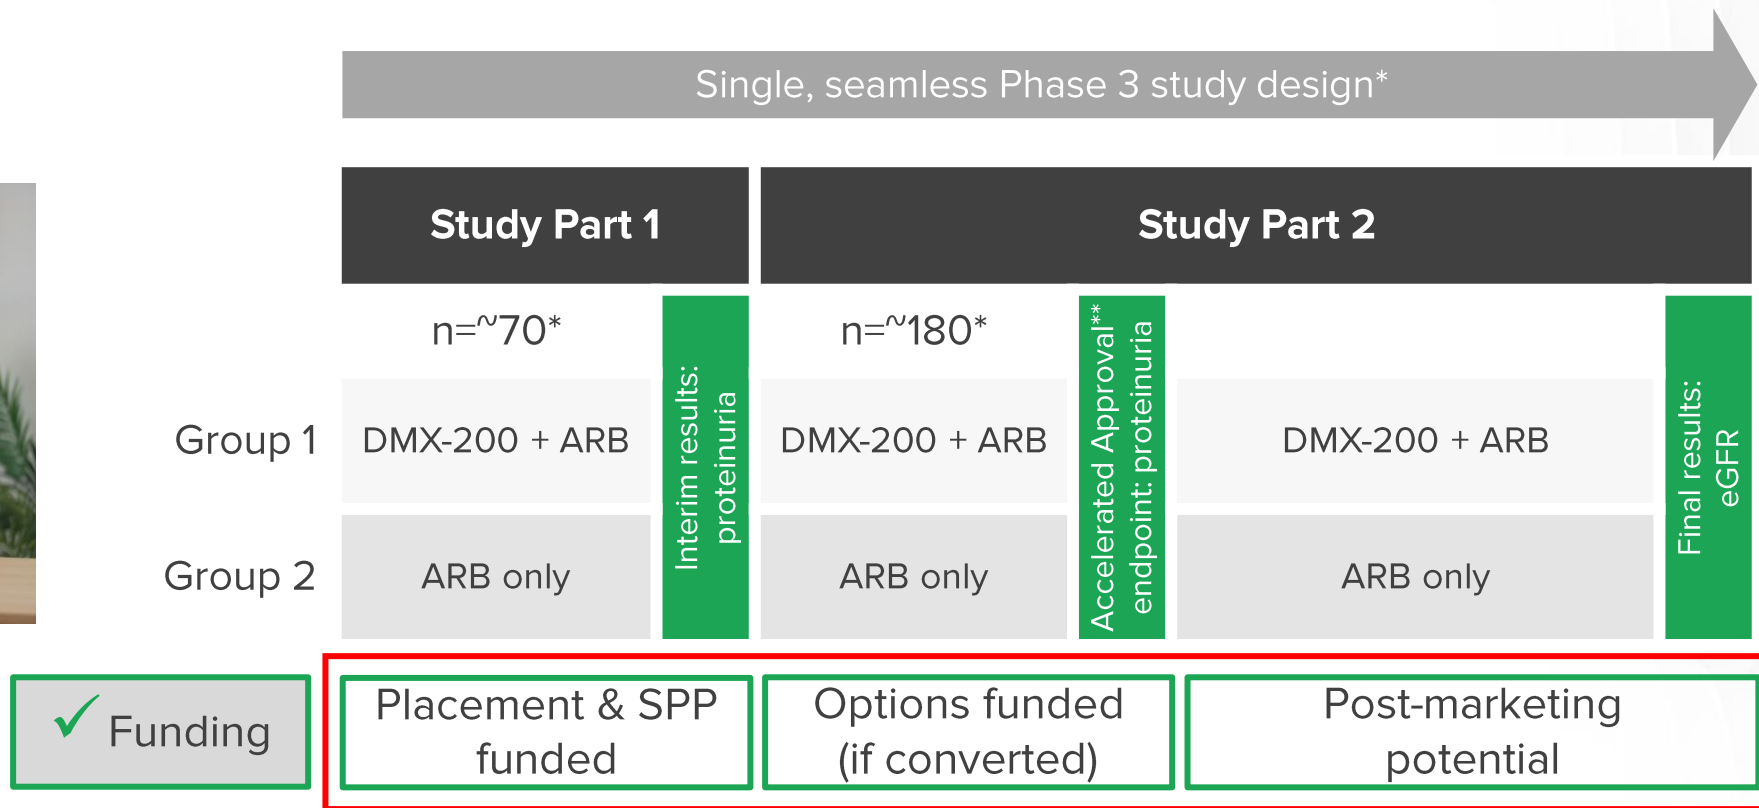 Single, seamless Phase 3 study design*
Study Part 1
Study Part 2
n=~70*
n=~180*
Interim results:
proteinuria
Accelerated Approval**
endpoint: proteinuria
Final results:
eGFR
Group 1
DMX-200 + ARB
DMX-200 + ARB
DMX-200 + ARB
Group 2
ARB only
ARB only
ARB only
✓ Funding
Placement & SPP
funded
Options funded
(if converted)
Post-marketing
potential